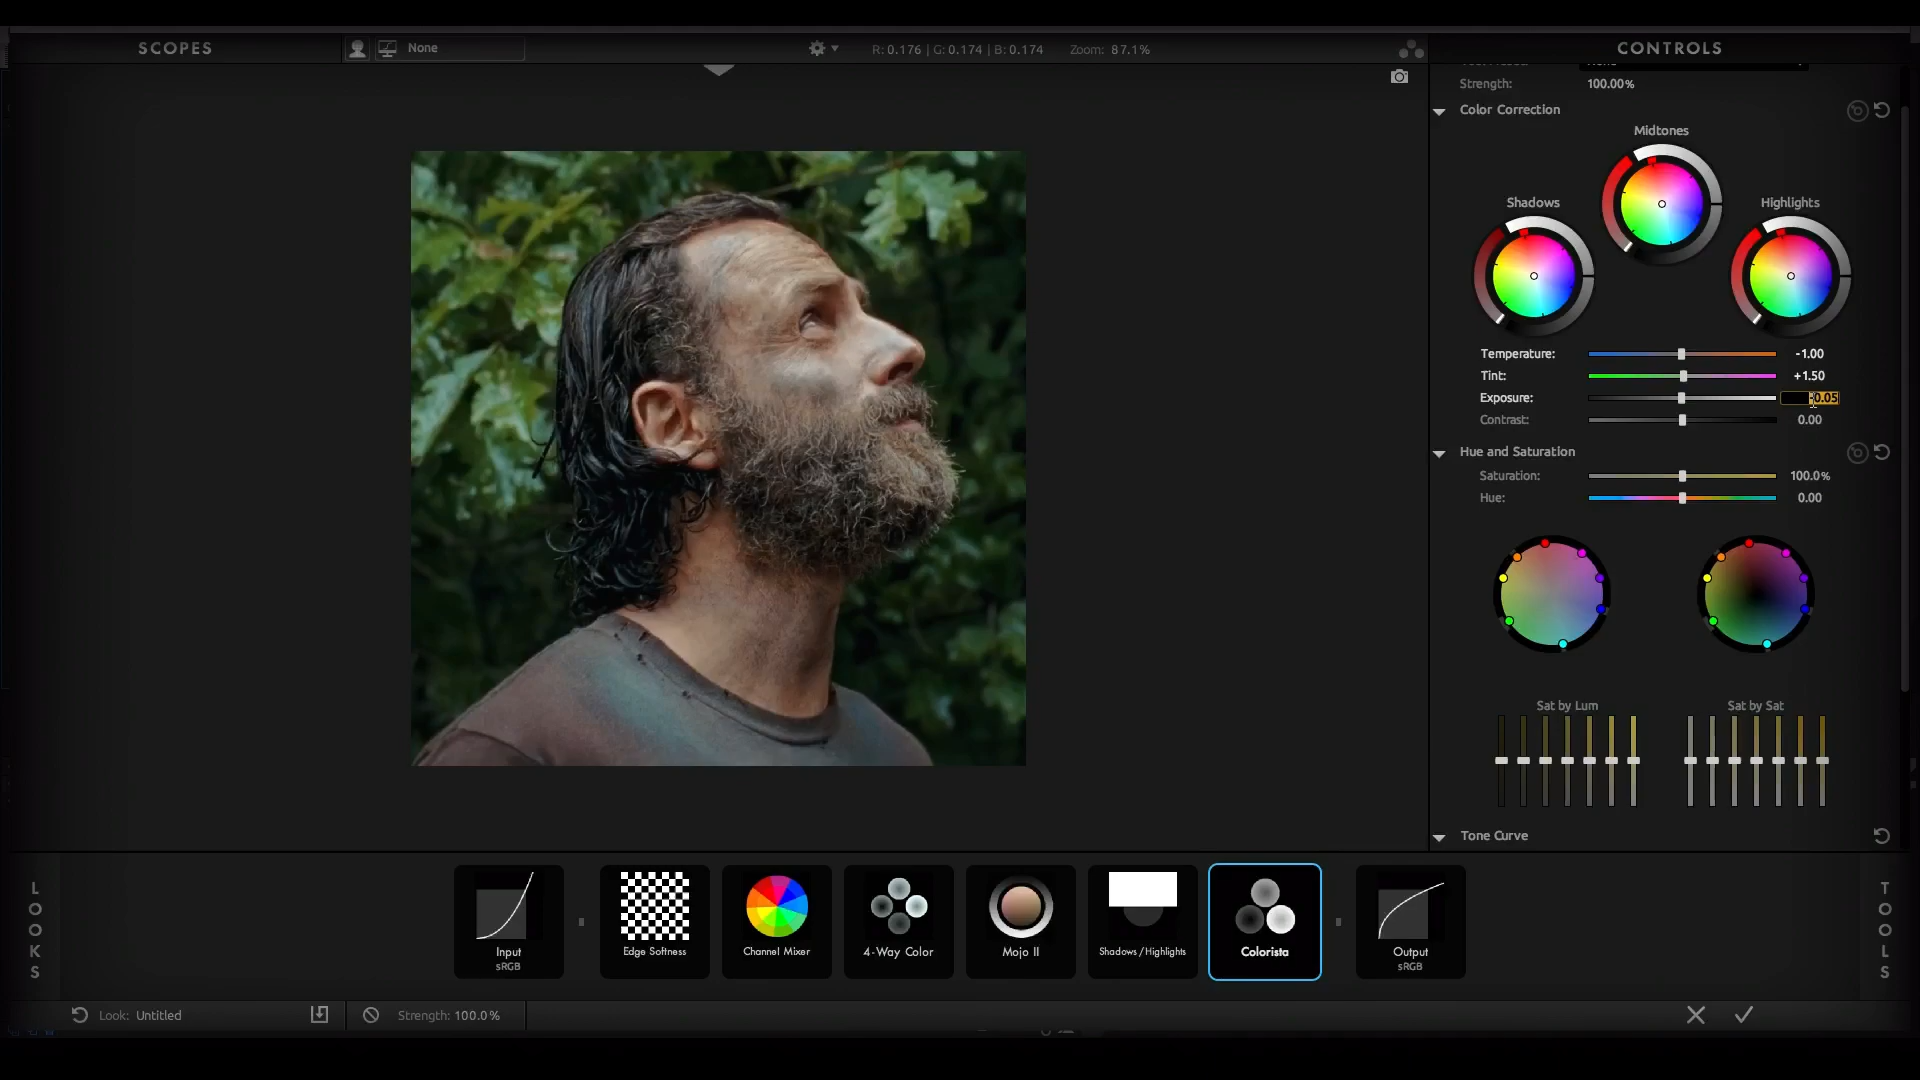 SCOPES
None
R: 0.176 | G: 0.174 | B: 0.174
Zoom: 87.1%
CONTROLS
Strength: 100.00%
Color Correction
Midtones
Shadows
Highlights
Temperature: -1.00
Tint: +1.50
Exposure: -0.05
Contrast: 0.00
Hue and Saturation
Saturation: 100.0%
Hue: 0.00
Sat by Lum
Sat by Sat
Tone Curve
LOOKS
Input
sRGB
Edge Softness
Channel Mixer
4-Way Color
Mojo II
Shadows/Highlights
Colorista
Output
sRGB
TOOLS
Look: Untitled
Strength: 100.0%